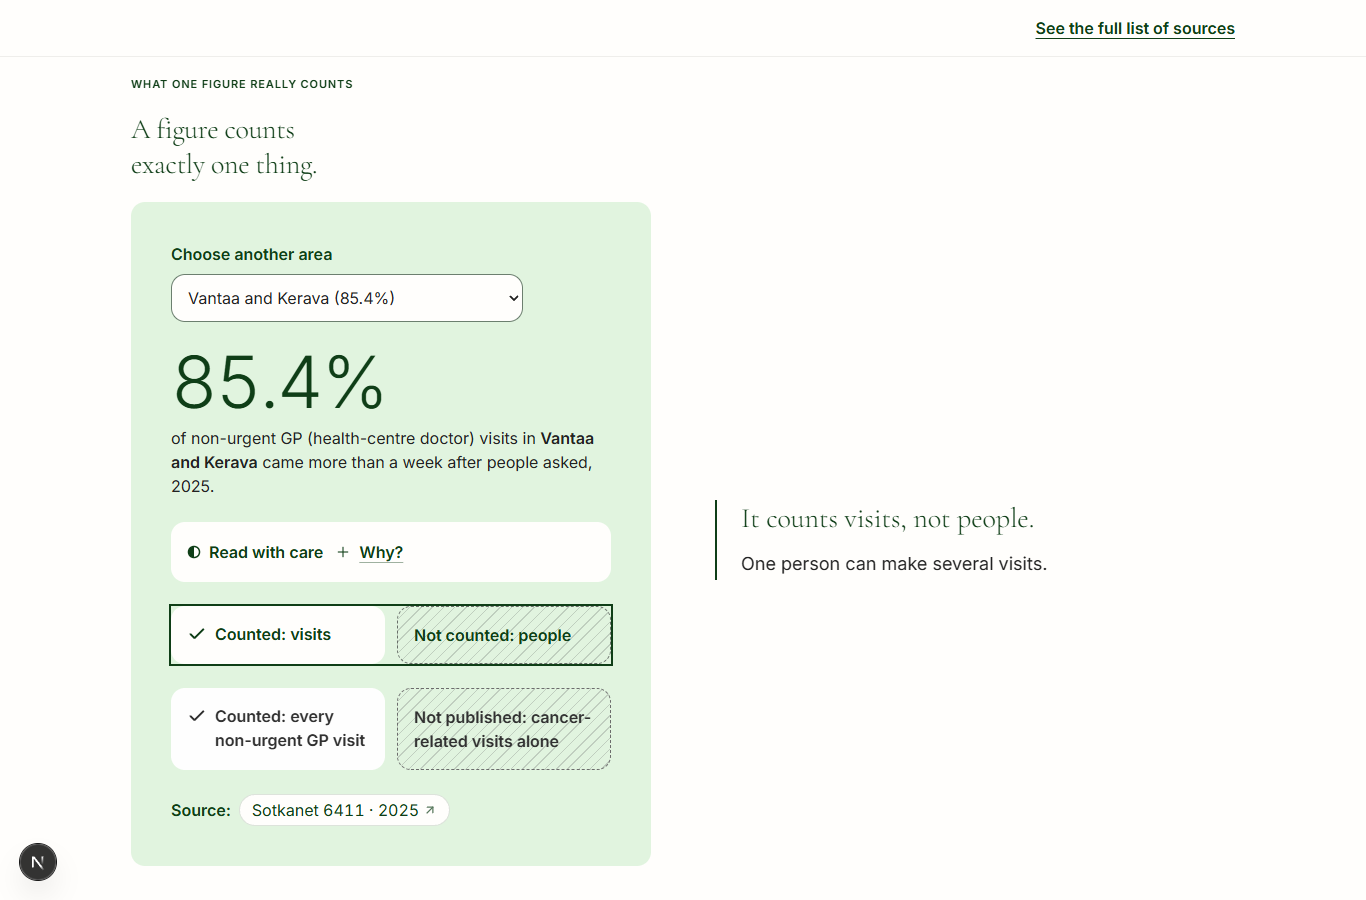 See the full list of sources
WHAT ONE FIGURE REALLY COUNTS
A figure counts
exactly one thing.
Choose another area
Vantaa and Kerava (85.4%)
85.4%
of non-urgent GP (health-centre doctor) visits in Vantaa
and Kerava came more than a week after people asked,
2025.
Read with care + Why?
Counted: visits
Not counted: people
Counted: every
non-urgent GP visit
Not published: cancer-
related visits alone
Source: Sotkanet 6411 · 2025 ↗
It counts visits, not people.
One person can make several visits.
N